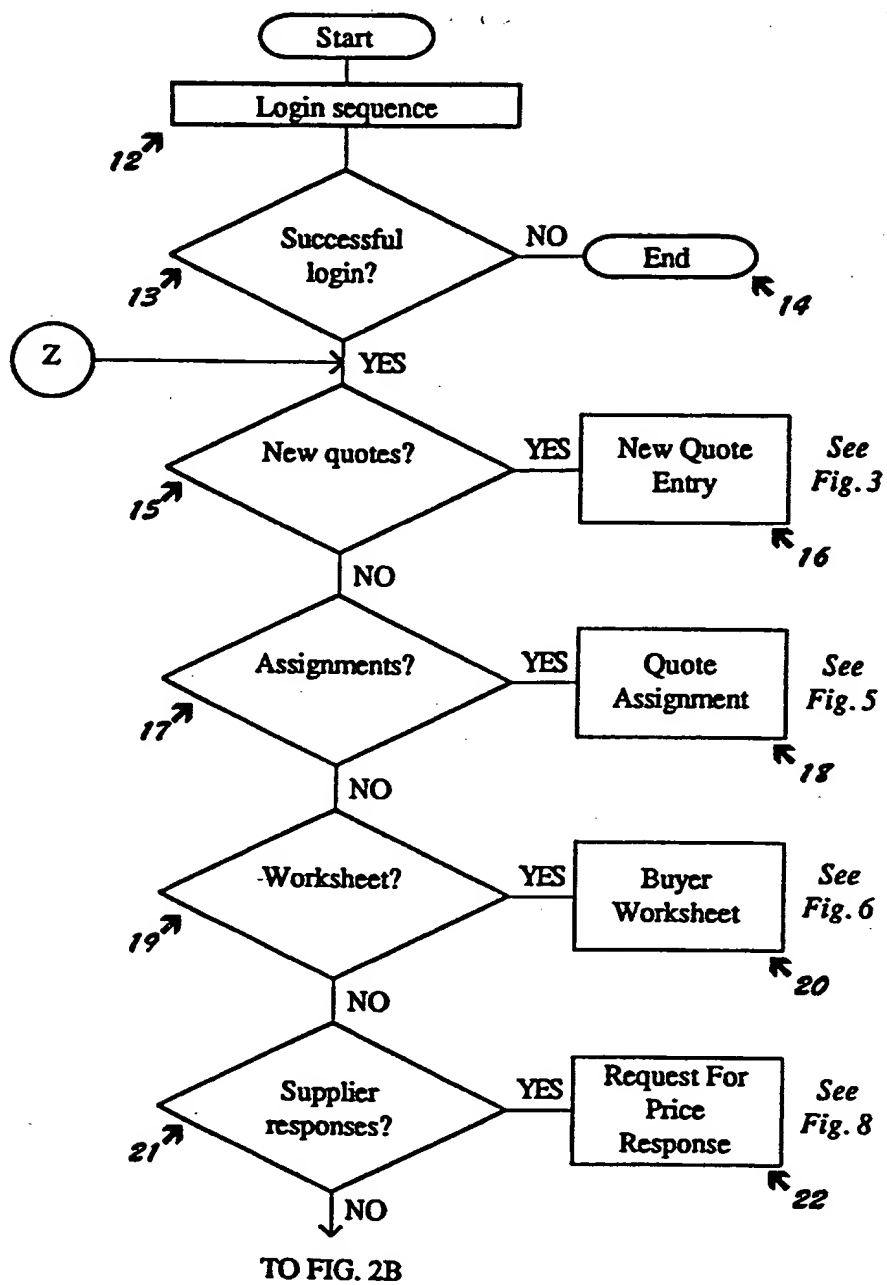 Start
Login sequence
12
Successful
login?
NO
End
13
14
Z
YES
New quotes?
YES
New Quote
Entry
See
Fig. 3
15
16
NO
Assignments?
YES
Quote
Assignment
See
Fig. 5
17
18
NO
Worksheet?
YES
Buyer
Worksheet
See
Fig. 6
19
20
NO
Supplier
responses?
YES
Request For
Price
Response
See
Fig. 8
21
22
NO
TO FIG. 2B